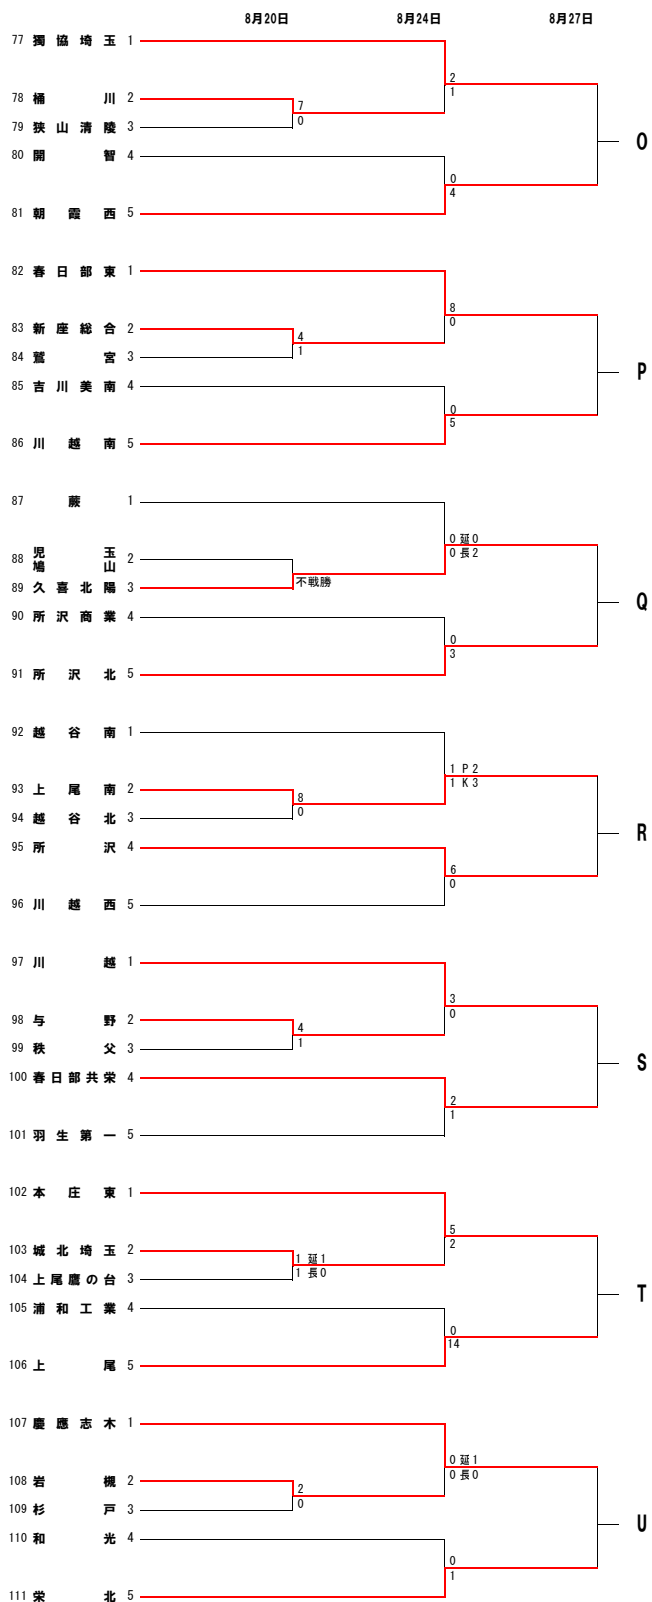 8月20日 8月24日 8月27日
77 獨協埼玉 1
2
78 桶川 2
7
1
79 狭山清陵 3
0
O
80 開智 4
0
4
81 朝霞西 5
82 春日部東 1
8
0
83 新座総合 2
4
1
84 鷲宮 3
P
85 吉川美南 4
0
5
86 川越南 5
87 蕨 1
0 延 0
0 長 2
88 児玉 2
鳩山
不戦勝
89 久喜北陽 3
Q
90 所沢商業 4
0
3
91 所沢北 5
92 越谷南 1
1 P 2
1 K 3
93 上尾南 2
8
0
94 越谷北 3
R
95 所沢 4
6
0
96 川越西 5
97 川越 1
3
0
98 与野 2
4
1
99 秩父 3
S
100 春日部共栄 4
2
1
101 羽生第一 5
102 本庄東 1
5
2
103 城北埼玉 2
1 延 1
1 長 0
104 上尾鷹の台 3
T
105 浦和工業 4
0
14
106 上尾 5
107 慶應志木 1
0 延 1
0 長 0
108 岩槻 2
2
0
109 杉戸 3
U
110 和光 4
0
1
111 栄北 5